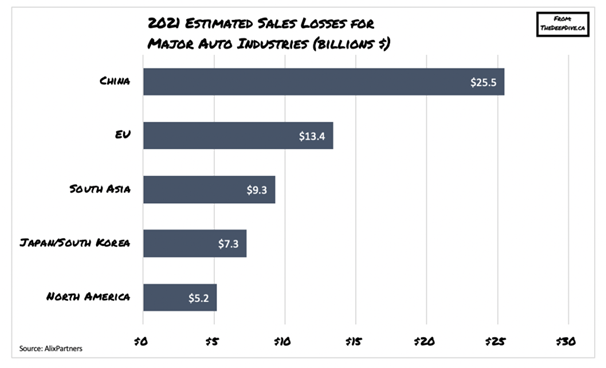 2021 ESTIMATED SALES LOSSES FOR
MAJOR AUTO INDUSTRIES (BILLIONS $)
FROM
THEDEEPDIVE.CA
CHINA
$25.5
EU
$13.4
SOUTH ASIA
$9.3
JAPAN/SOUTH KOREA
$7.3
NORTH AMERICA
$5.2
$0 $5 $10 $15 $20 $25 $30
Source: AlixPartners